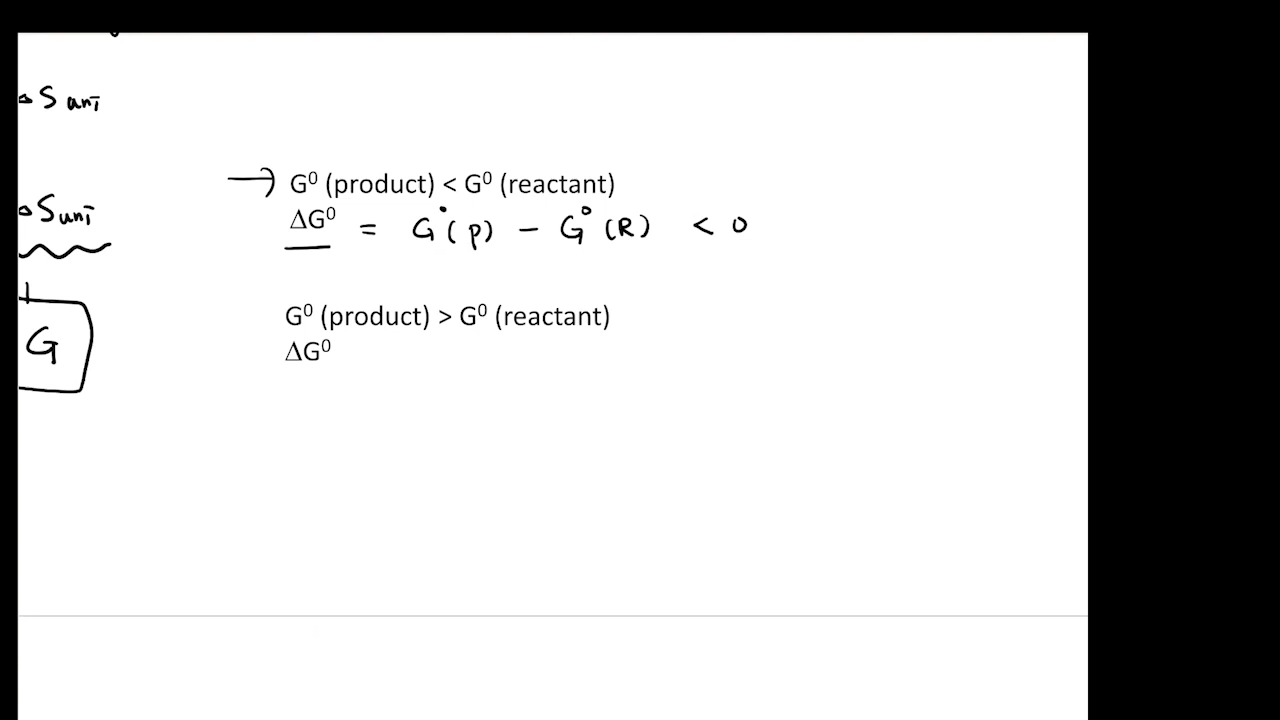 ΔS uni
ΔS uni
G
→ G⁰ (product) < G⁰ (reactant)
ΔG⁰ = G°(p) - G°(R) < 0
G⁰ (product) > G⁰ (reactant)
ΔG⁰